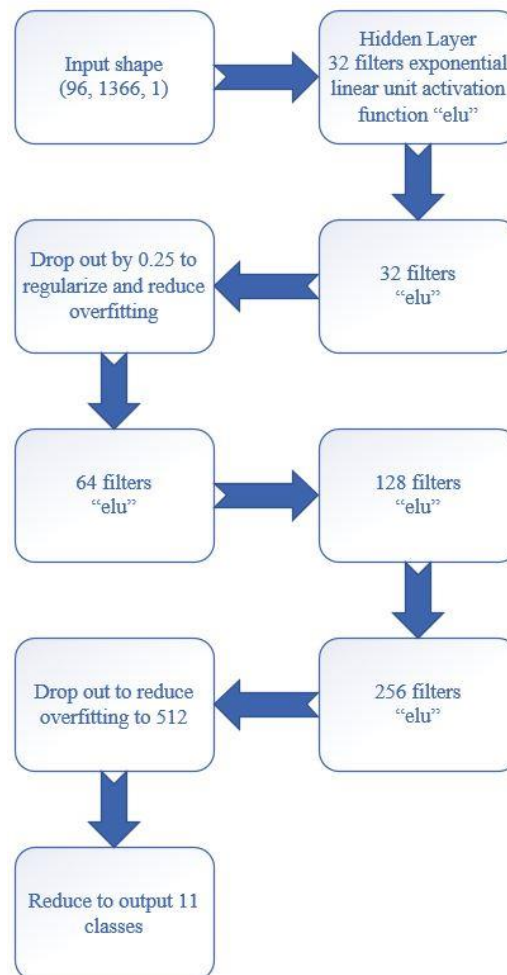 Input shape
(96, 1366, 1)
Hidden Layer
32 filters exponential
linear unit activation
function “elu”
32 filters
“elu”
Drop out by 0.25 to
regularize and reduce
overfitting
64 filters
“elu”
128 filters
“elu”
256 filters
“elu”
Drop out to reduce
overfitting to 512
Reduce to output 11
classes